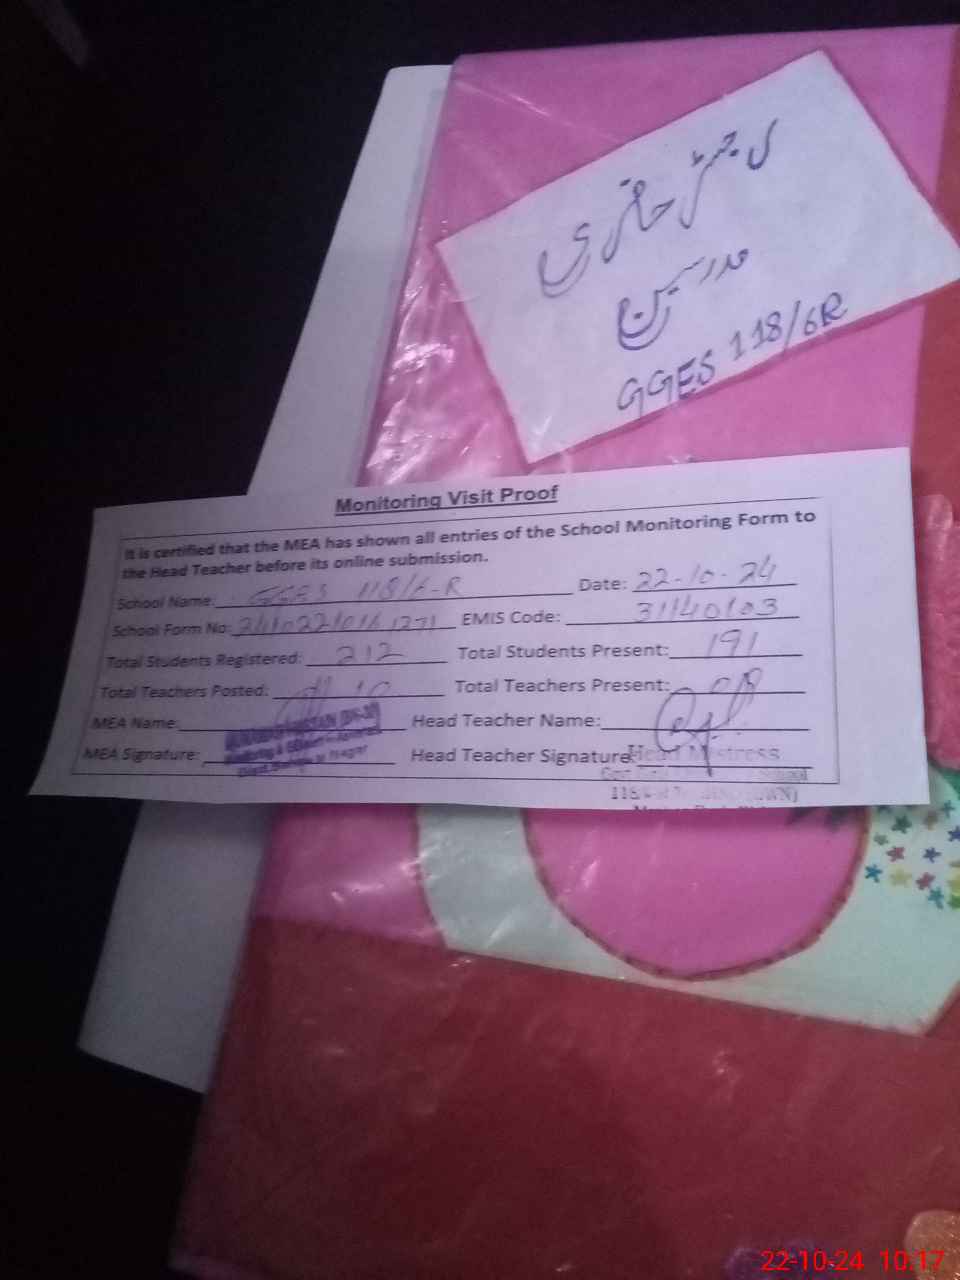 رجسٹر حاضری
مدرسین
GGES 118/6R
Monitoring Visit Proof
It is certified that the MEA has shown all entries of the School Monitoring Form to
the Head Teacher before its online submission.
School Name: GGES 118/6-R Date: 22-10-24
School Form No: EMIS Code: 31140103
Total Students Registered: 212 Total Students Present: 191
Total Teachers Posted: 10 Total Teachers Present: 08
MEA Name: Head Teacher Name:
MEA Signature: Head Teacher Signature:
Head Mistress
22-10-24 10:17